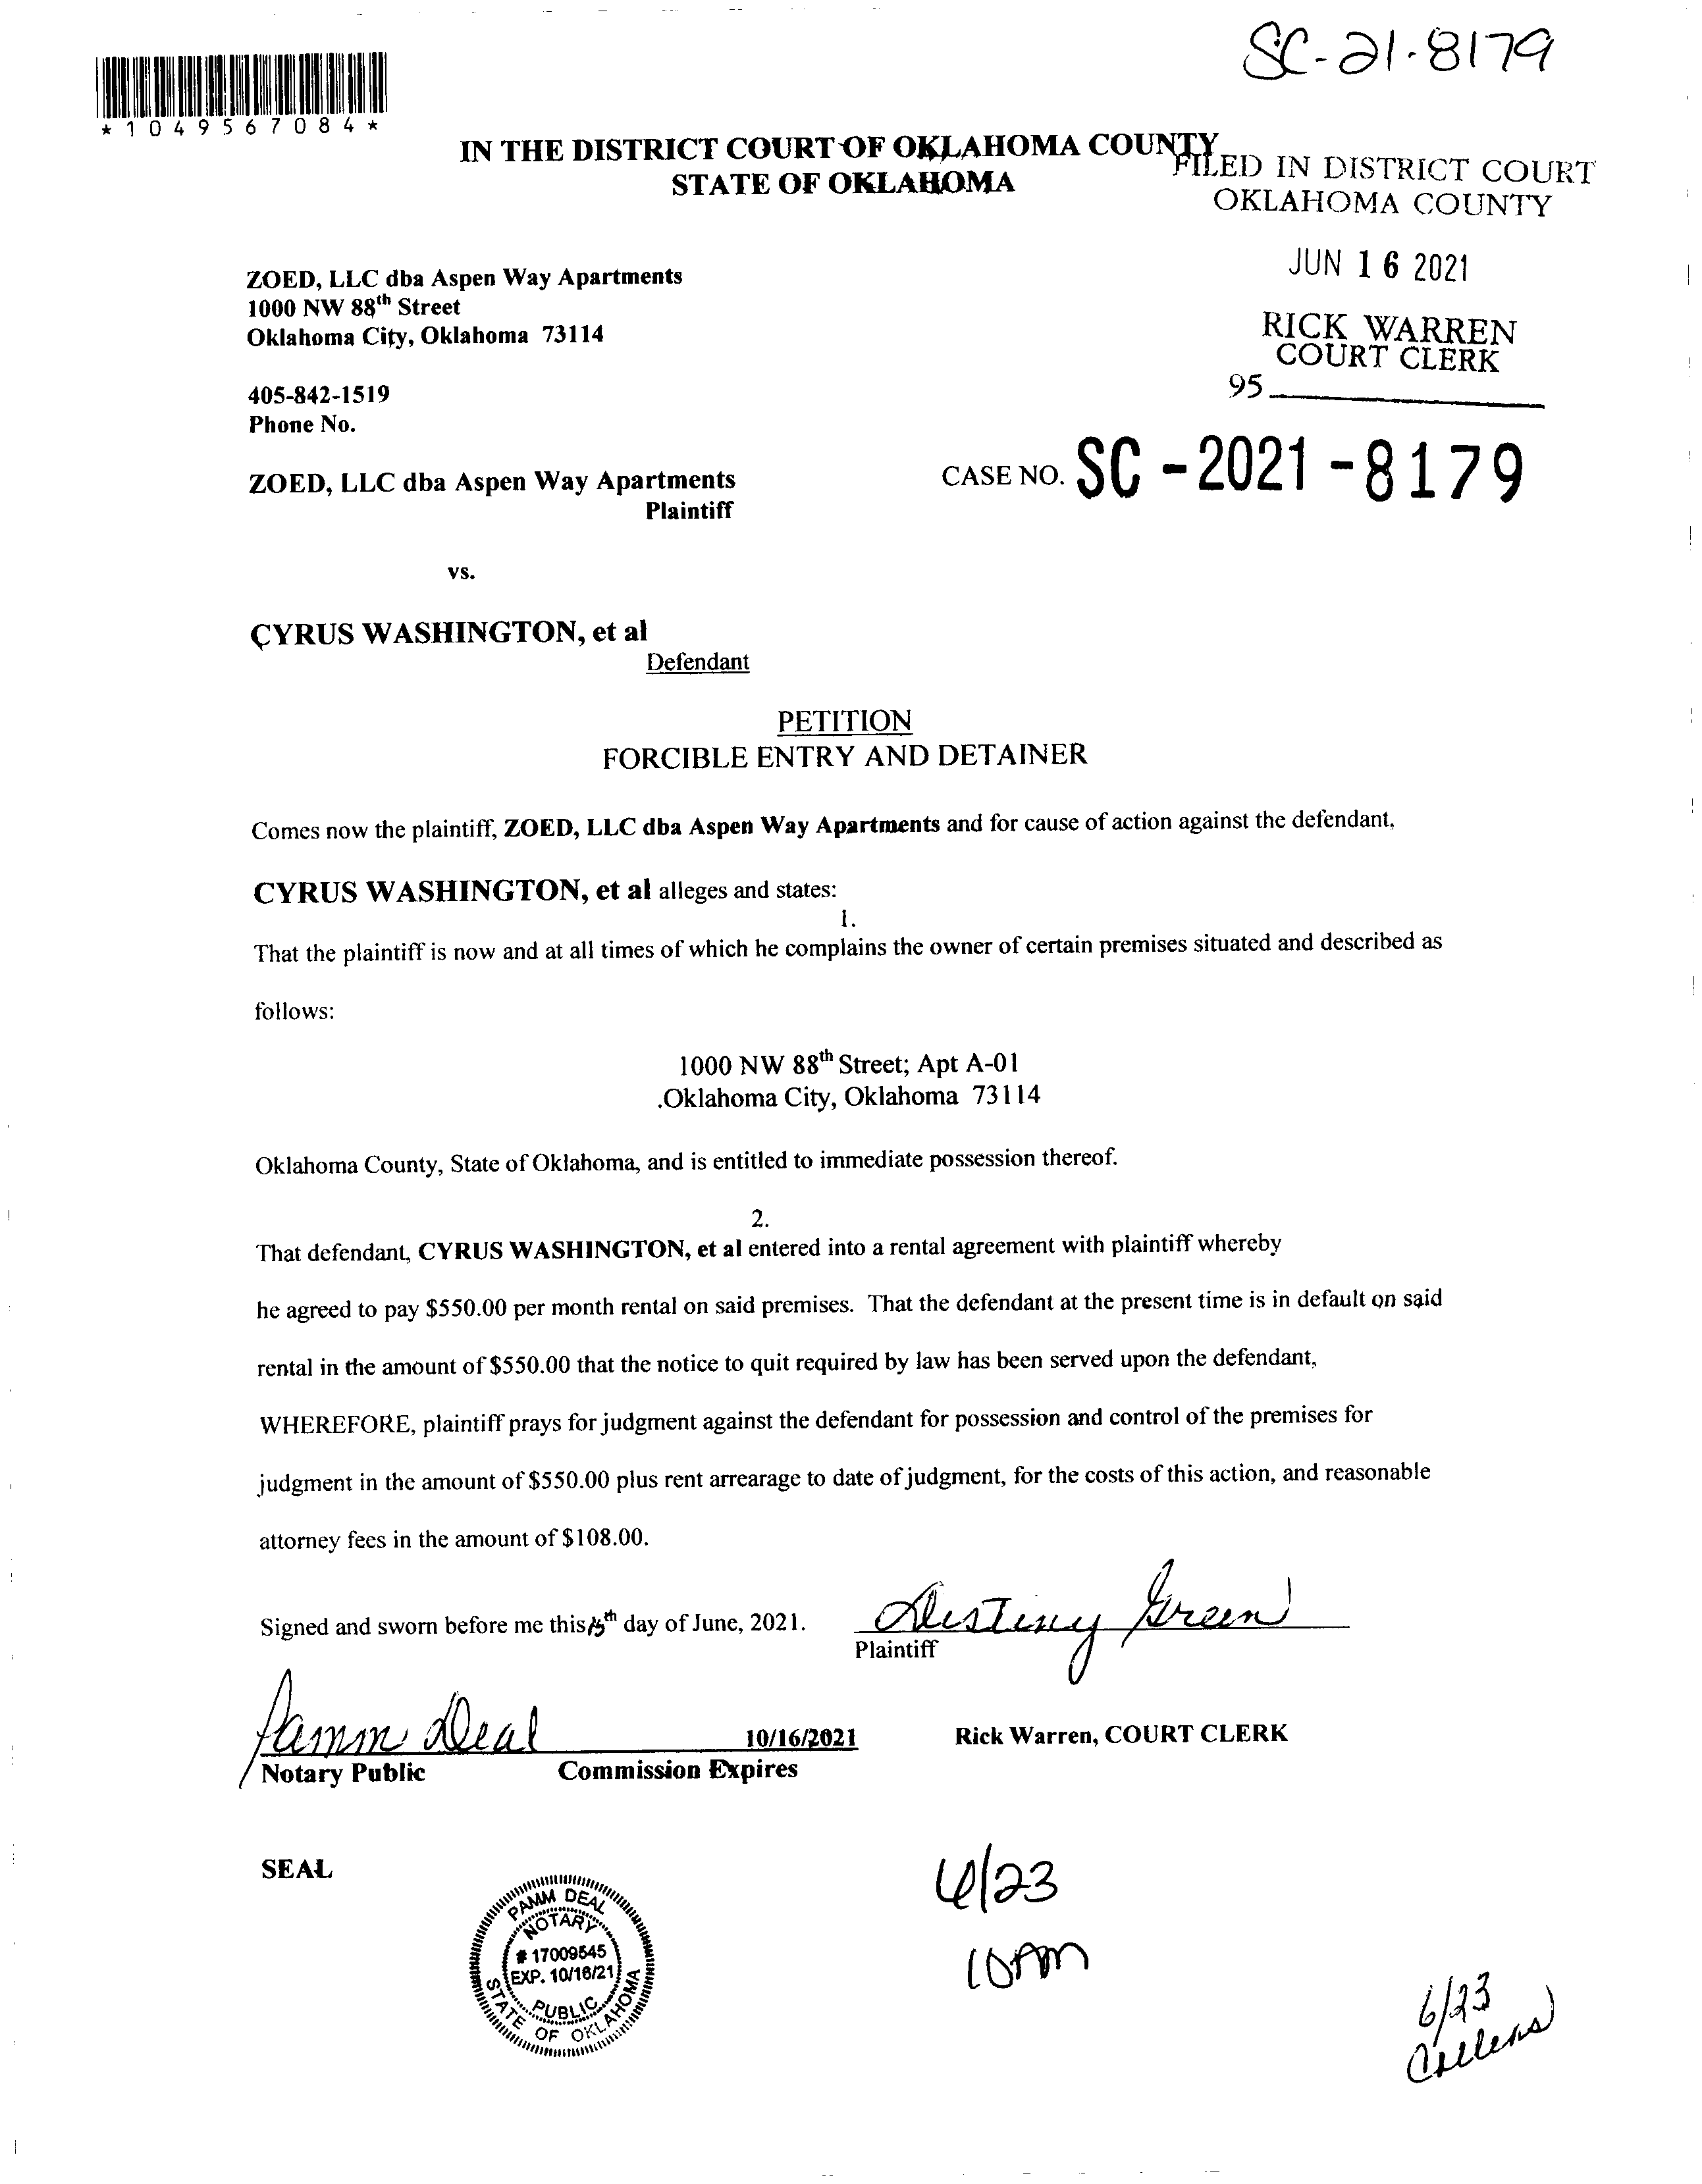 SC-21-8179
*1049567084*
IN THE DISTRICT COURT OF OKLAHOMA COUNTY
STATE OF OKLAHOMA
FILED IN DISTRICT COURT
OKLAHOMA COUNTY
JUN 16 2021
RICK WARREN
COURT CLERK
95
ZOED, LLC dba Aspen Way Apartments
1000 NW 88th Street
Oklahoma City, Oklahoma 73114
405-842-1519
Phone No.
ZOED, LLC dba Aspen Way Apartments
Plaintiff
CASE NO. SC-2021-8179
vs.
CYRUS WASHINGTON, et al
Defendant
PETITION
FORCIBLE ENTRY AND DETAINER
Comes now the plaintiff, ZOED, LLC dba Aspen Way Apartments and for cause of action against the defendant,
CYRUS WASHINGTON, et al alleges and states:
1.
That the plaintiff is now and at all times of which he complains the owner of certain premises situated and described as
follows:
1000 NW 88th Street; Apt A-01
.Oklahoma City, Oklahoma 73114
Oklahoma County, State of Oklahoma, and is entitled to immediate possession thereof.
2.
That defendant, CYRUS WASHINGTON, et al entered into a rental agreement with plaintiff whereby
he agreed to pay $550.00 per month rental on said premises. That the defendant at the present time is in default on said
rental in the amount of $550.00 that the notice to quit required by law has been served upon the defendant,
WHEREFORE, plaintiff prays for judgment against the defendant for possession and control of the premises for
judgment in the amount of $550.00 plus rent arrearage to date of judgment, for the costs of this action, and reasonable
attorney fees in the amount of $108.00.
Signed and sworn before me this 15th day of June, 2021.
Destiny Green
Plaintiff
Pamm Deal
10/16/2021
Notary Public Commission Expires
Rick Warren, COURT CLERK
SEAL
PAMM DEAL
NOTARY
# 17009545
EXP. 10/16/21
PUBLIC
STATE OF OKLAHOMA
6/23
10Am
6/23